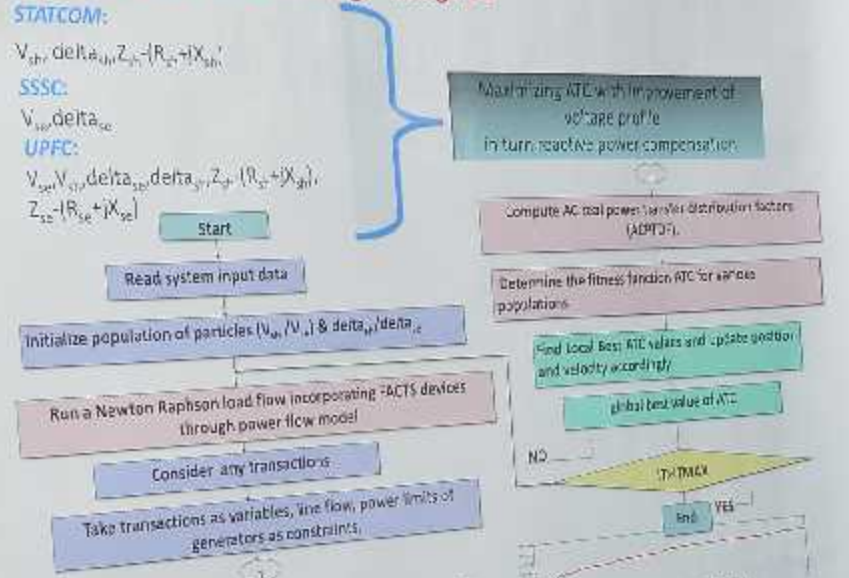 STATCOM:
V_sh, delta_sh, Z_sh-(R_sh+jX_sh)
SSSC:
V_se,delta_se
UPFC:
V_se,V_sh,delta_se,delta_sh,Z_sh-(R_sh+jX_sh),
Z_se-(R_se+jX_se)
Start
Read system input data
Initialize population of particles (V_sh/V_se) & delta_sh/delta_se
Run a Newton Raphson load flow incorporating FACTS devices
through power flow model
Consider any transactions
Take transactions as variables, line flow, power limits of
generators as constraints,
1
Maximizing ATC with improvement of
voltage profile
in turn reactive power compensation
Compute AC real power transfer distribution factors
(ACPTDF).
Determine the fitness function ATC for various
populations
Find Local Best ATC values and update position
and velocity accordingly
global best value of ATC
NO
YES
End